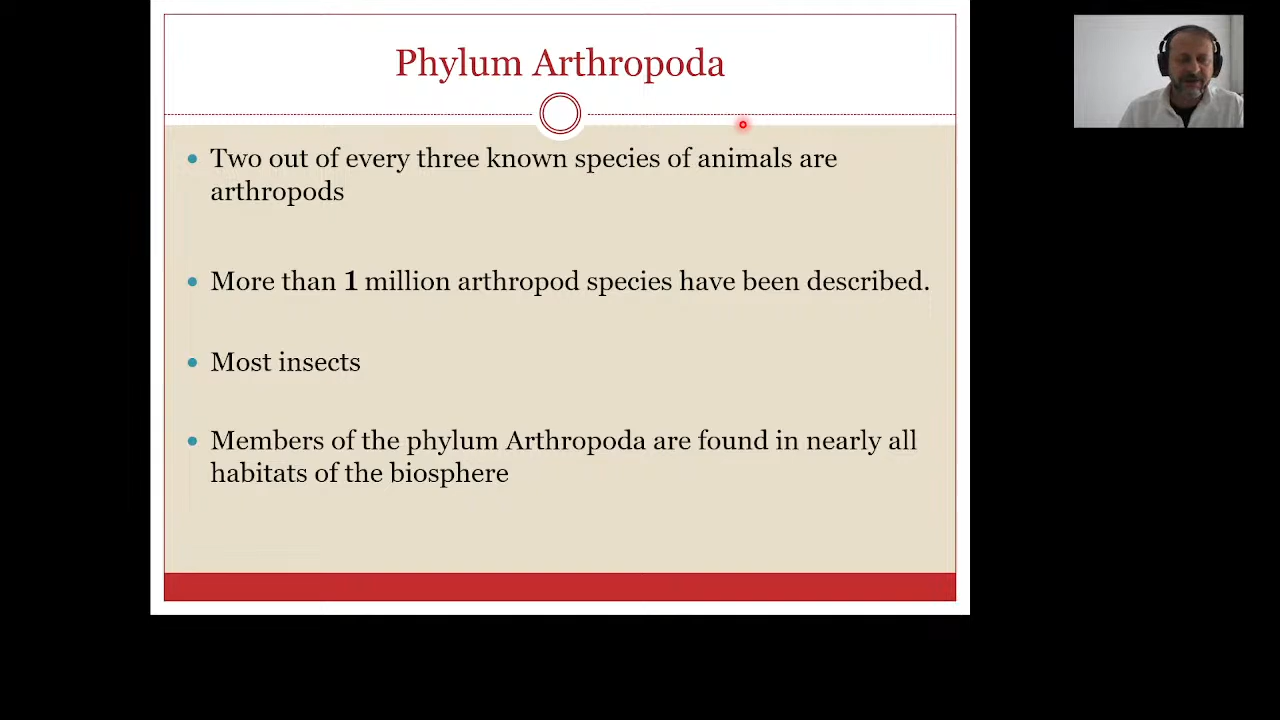 Phylum Arthropoda
Two out of every three known species of animals are
arthropods
More than 1 million arthropod species have been described.
Most insects
Members of the phylum Arthropoda are found in nearly all
habitats of the biosphere